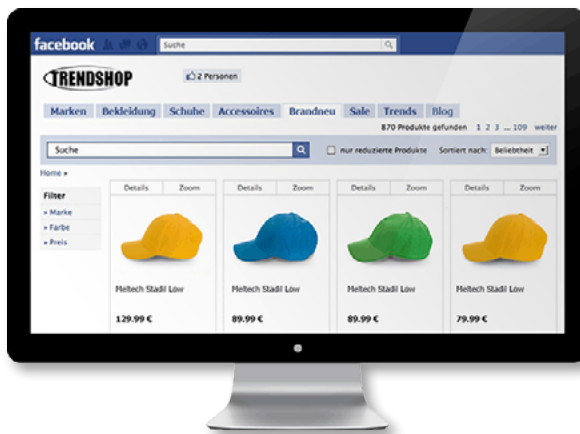 facebook
Suche
TRENDSHOP
2 Personen
Marken Bekleidung Schuhe Accessoires Brandneu Sale Trends Blog
870 Produkte gefunden 1 2 3 ... 109 weiter
Suche
nur reduzierte Produkte Sortiert nach: Beliebtheit
Home »
Filter
» Marke
» Farbe
» Preis
Details Zoom Details Zoom Details Zoom Details Zoom
Meltech Stadil Low Meltech Stadil Low Meltech Stadil Low Meltech Stadil Low
129.99 € 89.99 € 89.99 € 79.99 €